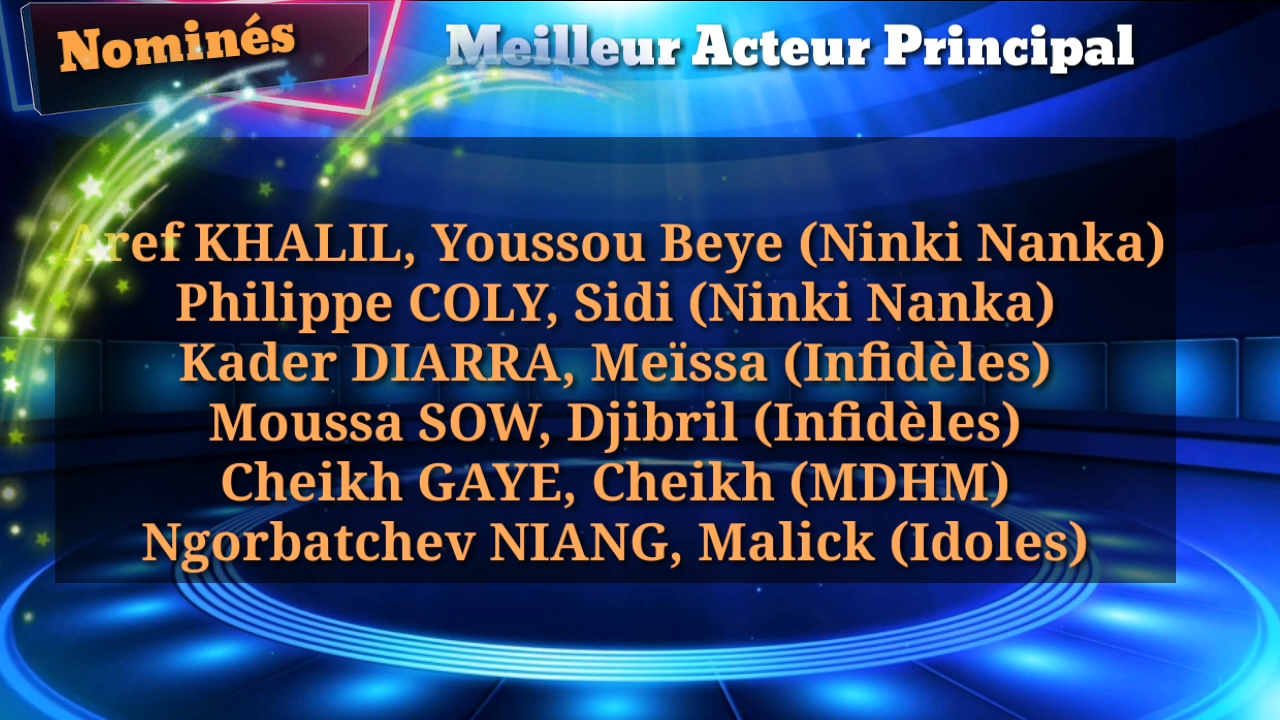 Nominés
Meilleur Acteur Principal
Aref KHALIL, Youssou Beye (Ninki Nanka)
Philippe COLY, Sidi (Ninki Nanka)
Kader DIARRA, Meïssa (Infidèles)
Moussa SOW, Djibril (Infidèles)
Cheikh GAYE, Cheikh (MDHM)
Ngorbatchev NIANG, Malick (Idoles)